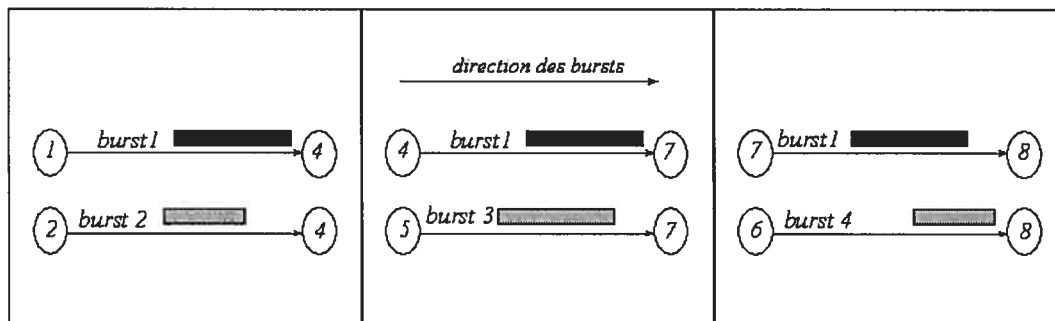 1 burst1 4
2 burst 2 4
direction des bursts
4 burst1 7
5 burst 3 7
7 burst1 8
6 burst 4 8